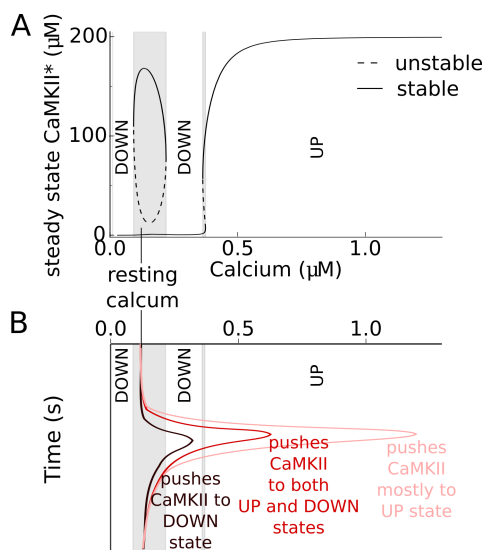 A
steady state CaMKII* (μM)
200
100
0
DOWN
DOWN
UP
unstable
stable
0.0
0.5
1.0
Calcium (μM)
resting
calcum
B
0.0
0.5
1.0
DOWN
DOWN
UP
Time (s)
pushes
CaMKII to
DOWN
state
pushes
CaMKII
to both
UP and DOWN
states
pushes
CaMKII
mostly to
UP state